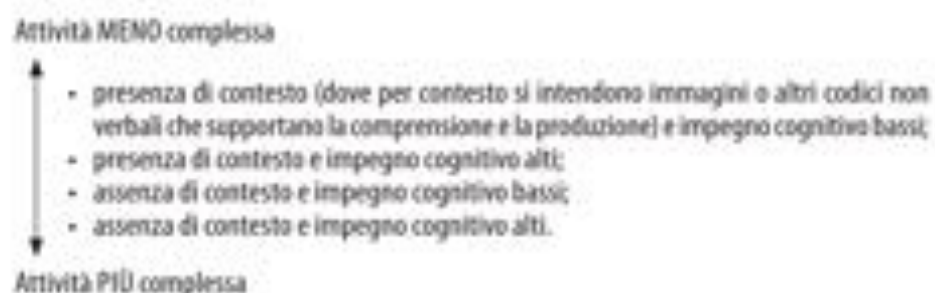 Attività MENO complessa
- presenza di contesto (dove per contesto si intendono immagini o altri codici non
verbali che supportano la comprensione e la produzione) e impegno cognitivo bassi;
- presenza di contesto e impegno cognitivo alti;
- assenza di contesto e impegno cognitivo bassi;
- assenza di contesto e impegno cognitivo alti.
Attività PIÙ complessa